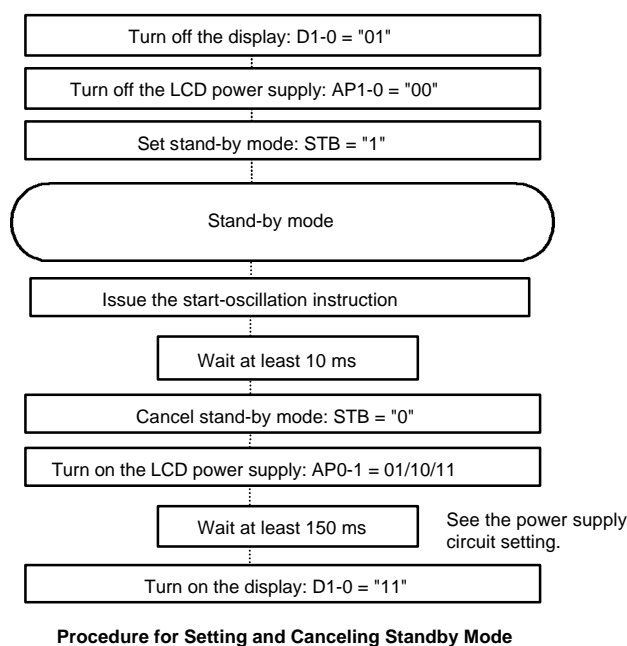 Turn off the display: D1-0 = "01"
Turn off the LCD power supply: AP1-0 = "00"
Set stand-by mode: STB = "1"
Stand-by mode
Issue the start-oscillation instruction
Wait at least 10 ms
Cancel stand-by mode: STB = "0"
Turn on the LCD power supply: AP0-1 = 01/10/11
Wait at least 150 ms
See the power supply
circuit setting.
Turn on the display: D1-0 = "11"
Procedure for Setting and Canceling Standby Mode